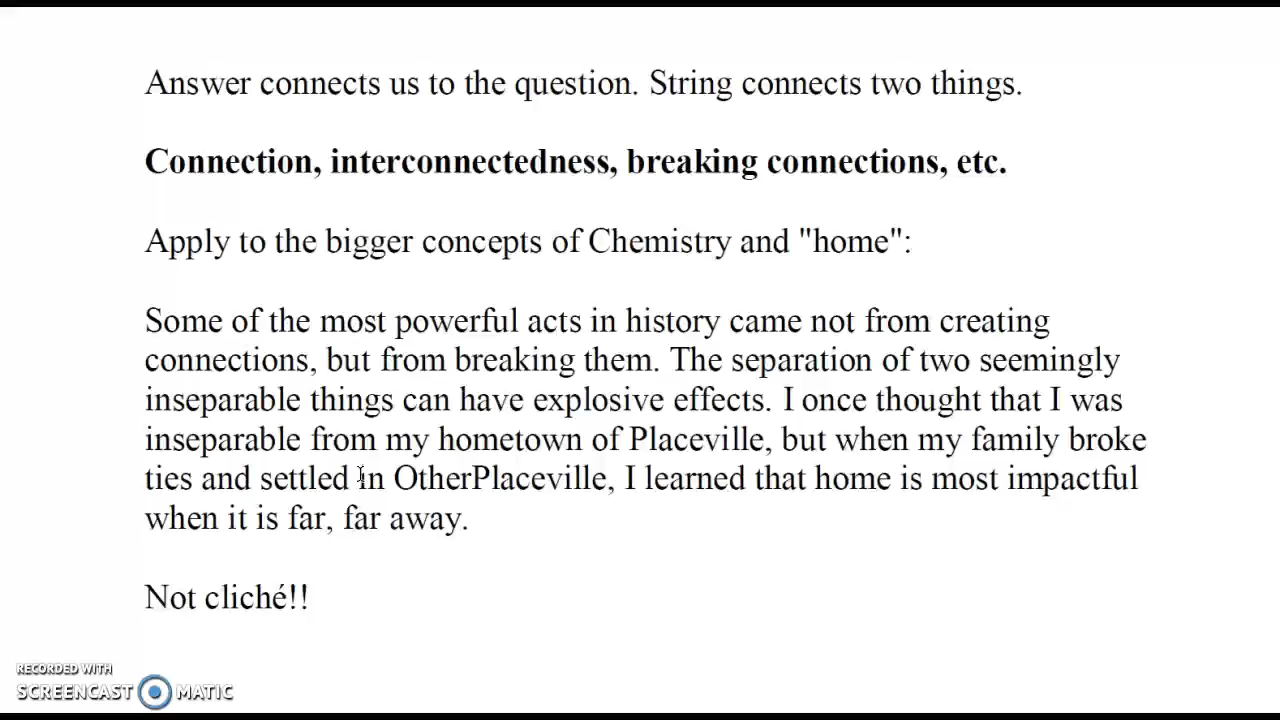 Answer connects us to the question. String connects two things.
Connection, interconnectedness, breaking connections, etc.
Apply to the bigger concepts of Chemistry and "home":
Some of the most powerful acts in history came not from creating
connections, but from breaking them. The separation of two seemingly
inseparable things can have explosive effects. I once thought that I was
inseparable from my hometown of Placeville, but when my family broke
ties and settled in OtherPlaceville, I learned that home is most impactful
when it is far, far away.
Not cliché!!
RECORDED WITH
SCREENCAST MATIC